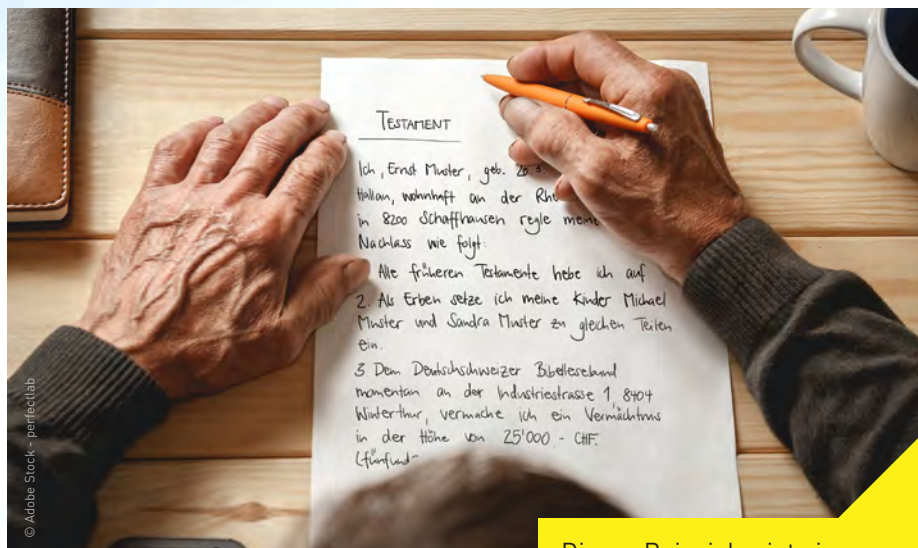 TESTAMENT
Ich, Ernst Muster, geb.
Hallau, wohnhaft an der
in 8200 Schaffhausen regle
Nachlass wie folgt:
Alle früheren Testamente hebe ich auf
2. Als Erben setze ich meine Kinder Michael
Muster und Sandra Muster zu gleichen Teilen
ein.
3. Dem Deutschschweizer Bibellesebund
momentan an der Industriestrasse 1, 8404
Winterthur, vermache ich ein Vermächtnis
in der Höhe von 25'000.- CHF.
(fünfund-
© Adobe Stock - perfectlab